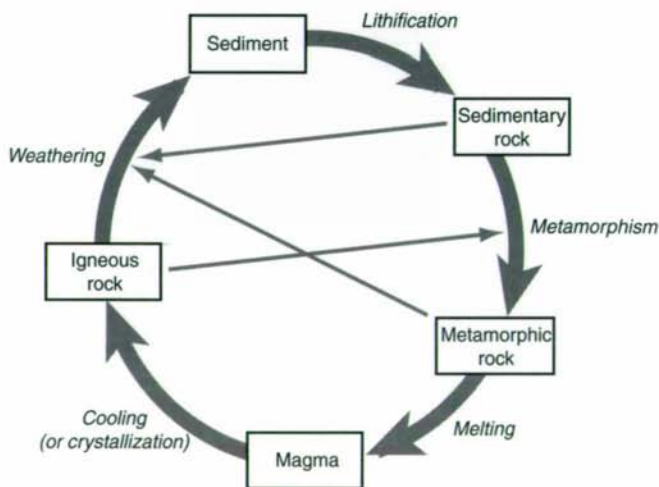 Lithification
Sediment
Sedimentary
rock
Weathering
Metamorphism
Igneous
rock
Metamorphic
rock
Cooling
(or crystallization)
Melting
Magma